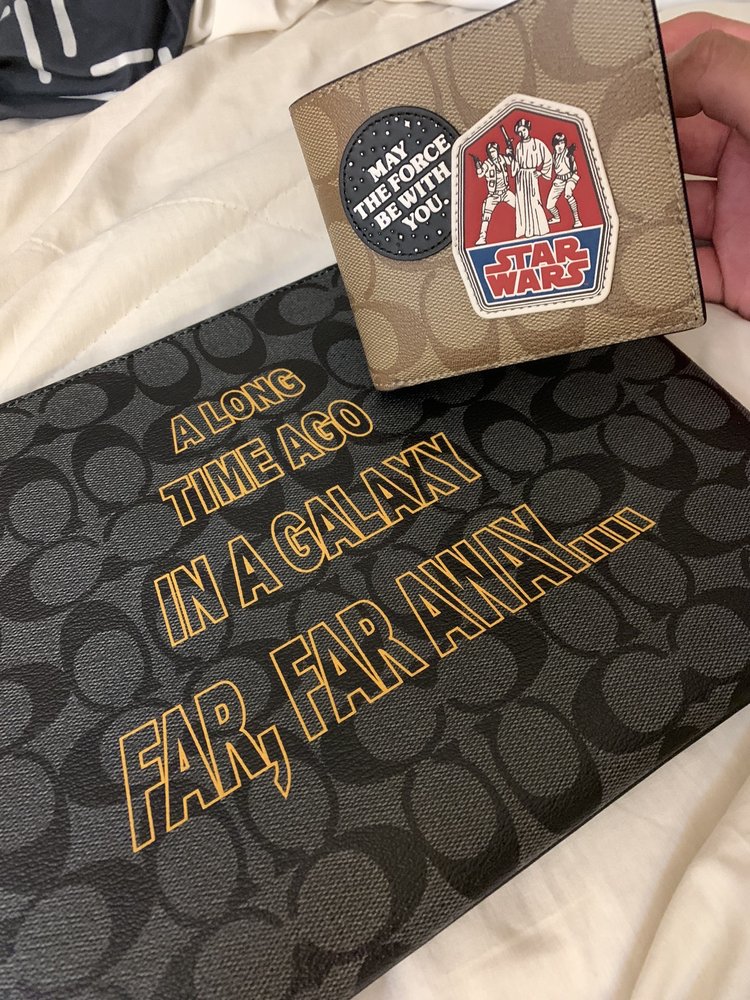 MAY
THE FORCE
BE WITH
YOU.
STAR
WARS
A LONG
TIME AGO
IN A GALAXY
FAR, FAR AWAY....